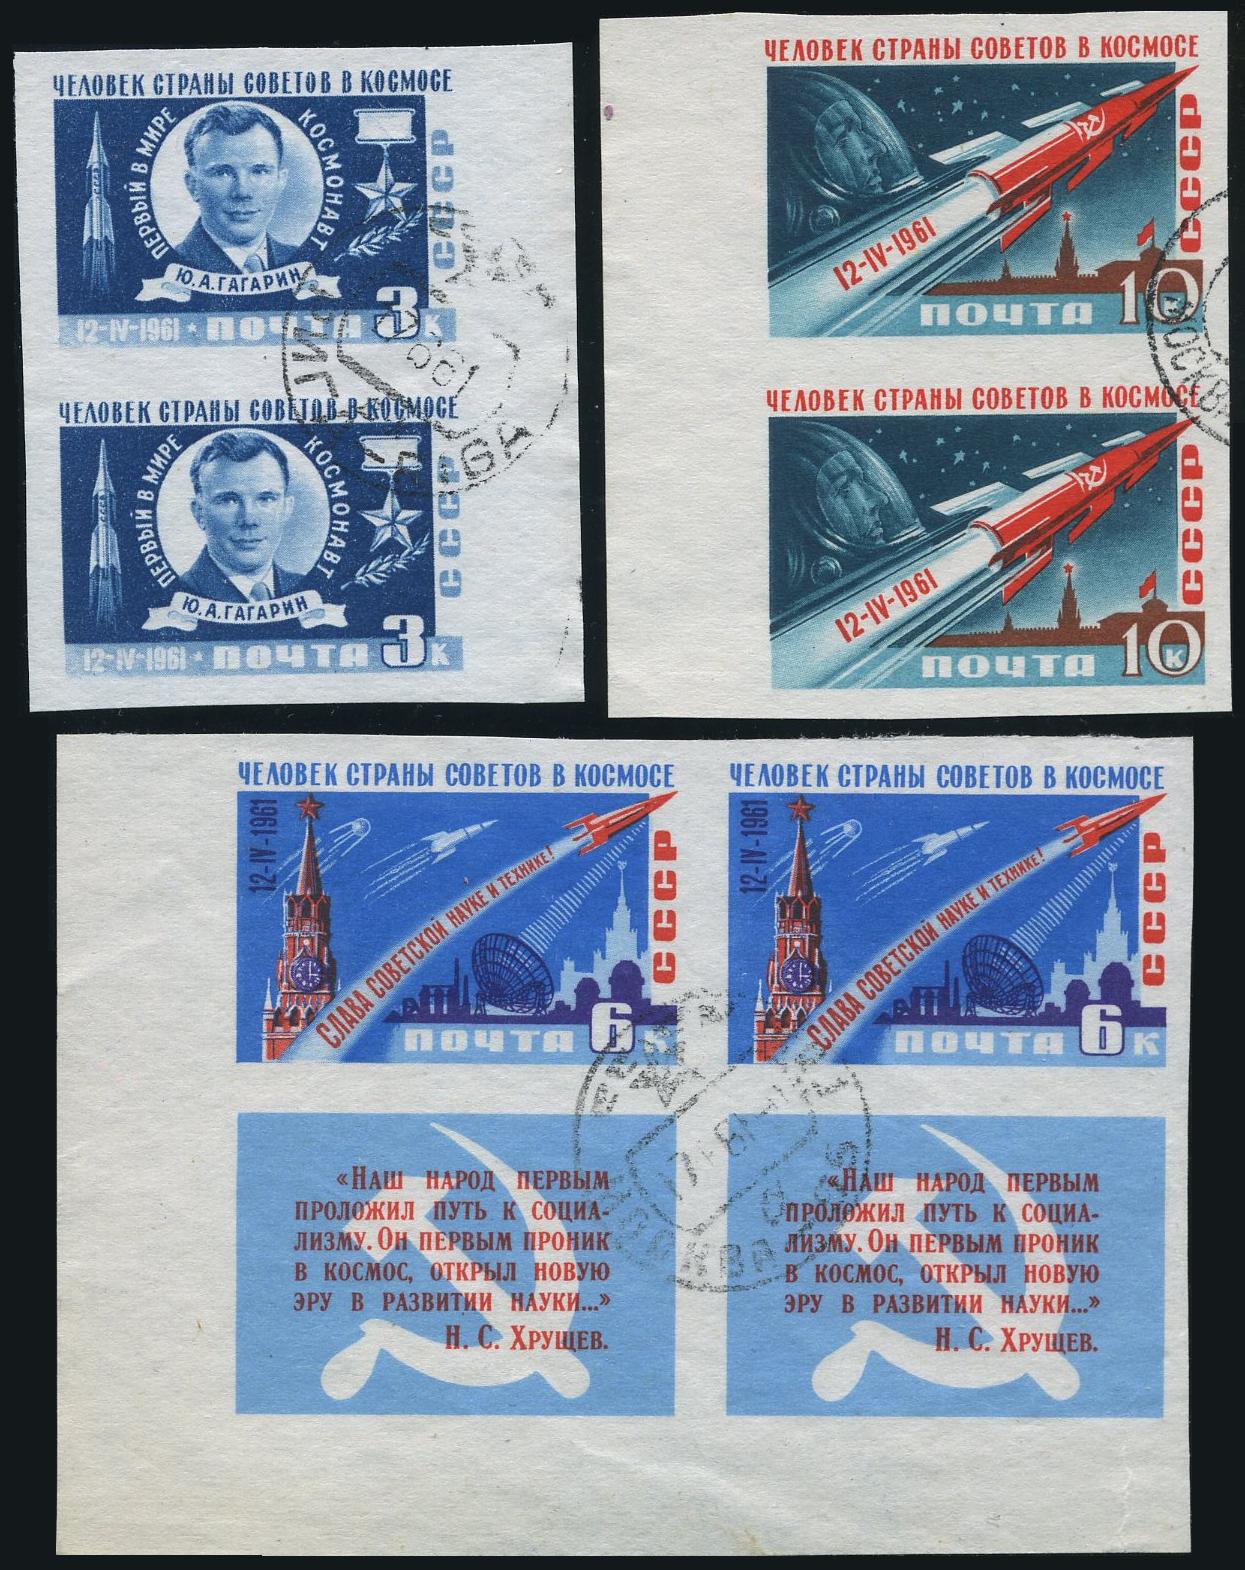 ЧЕЛОВЕК СТРАНЫ СОВЕТОВ В КОСМОСЕ
ПЕРВЫЙ В МИРЕ КОСМОНАВТ
СССР
Ю.А.ГАГАРИН
12-IV-1961 * ПОЧТА 3 К
ЧЕЛОВЕК СТРАНЫ СОВЕТОВ В КОСМОСЕ
ПЕРВЫЙ В МИРЕ КОСМОНАВТ
СССР
Ю.А.ГАГАРИН
12-IV-1961 * ПОЧТА 3 К
ЧЕЛОВЕК СТРАНЫ СОВЕТОВ В КОСМОСЕ
СССР
12-IV-1961
ПОЧТА 10 К
МОСКВА
ЧЕЛОВЕК СТРАНЫ СОВЕТОВ В КОСМОСЕ
СССР
12-IV-1961
ПОЧТА 10 К
ЧЕЛОВЕК СТРАНЫ СОВЕТОВ В КОСМОСЕ
12-IV-1961
СЛАВА СОВЕТСКОЙ НАУКЕ И ТЕХНИКЕ!
СССР
ПОЧТА 6 К
ЧЕЛОВЕК СТРАНЫ СОВЕТОВ В КОСМОСЕ
12-IV-1961
СЛАВА СОВЕТСКОЙ НАУКЕ И ТЕХНИКЕ!
СССР
ПОЧТА 6 К
МОСКВА
«НАШ НАРОД ПЕРВЫМ
ПРОЛОЖИЛ ПУТЬ К СОЦИА-
ЛИЗМУ. ОН ПЕРВЫМ ПРОНИК
В КОСМОС, ОТКРЫЛ НОВУЮ
ЭРУ В РАЗВИТИИ НАУКИ...»
Н. С. ХРУЩЕВ.
«НАШ НАРОД ПЕРВЫМ
ПРОЛОЖИЛ ПУТЬ К СОЦИА-
ЛИЗМУ. ОН ПЕРВЫМ ПРОНИК
В КОСМОС, ОТКРЫЛ НОВУЮ
ЭРУ В РАЗВИТИИ НАУКИ...»
Н. С. ХРУЩЕВ.